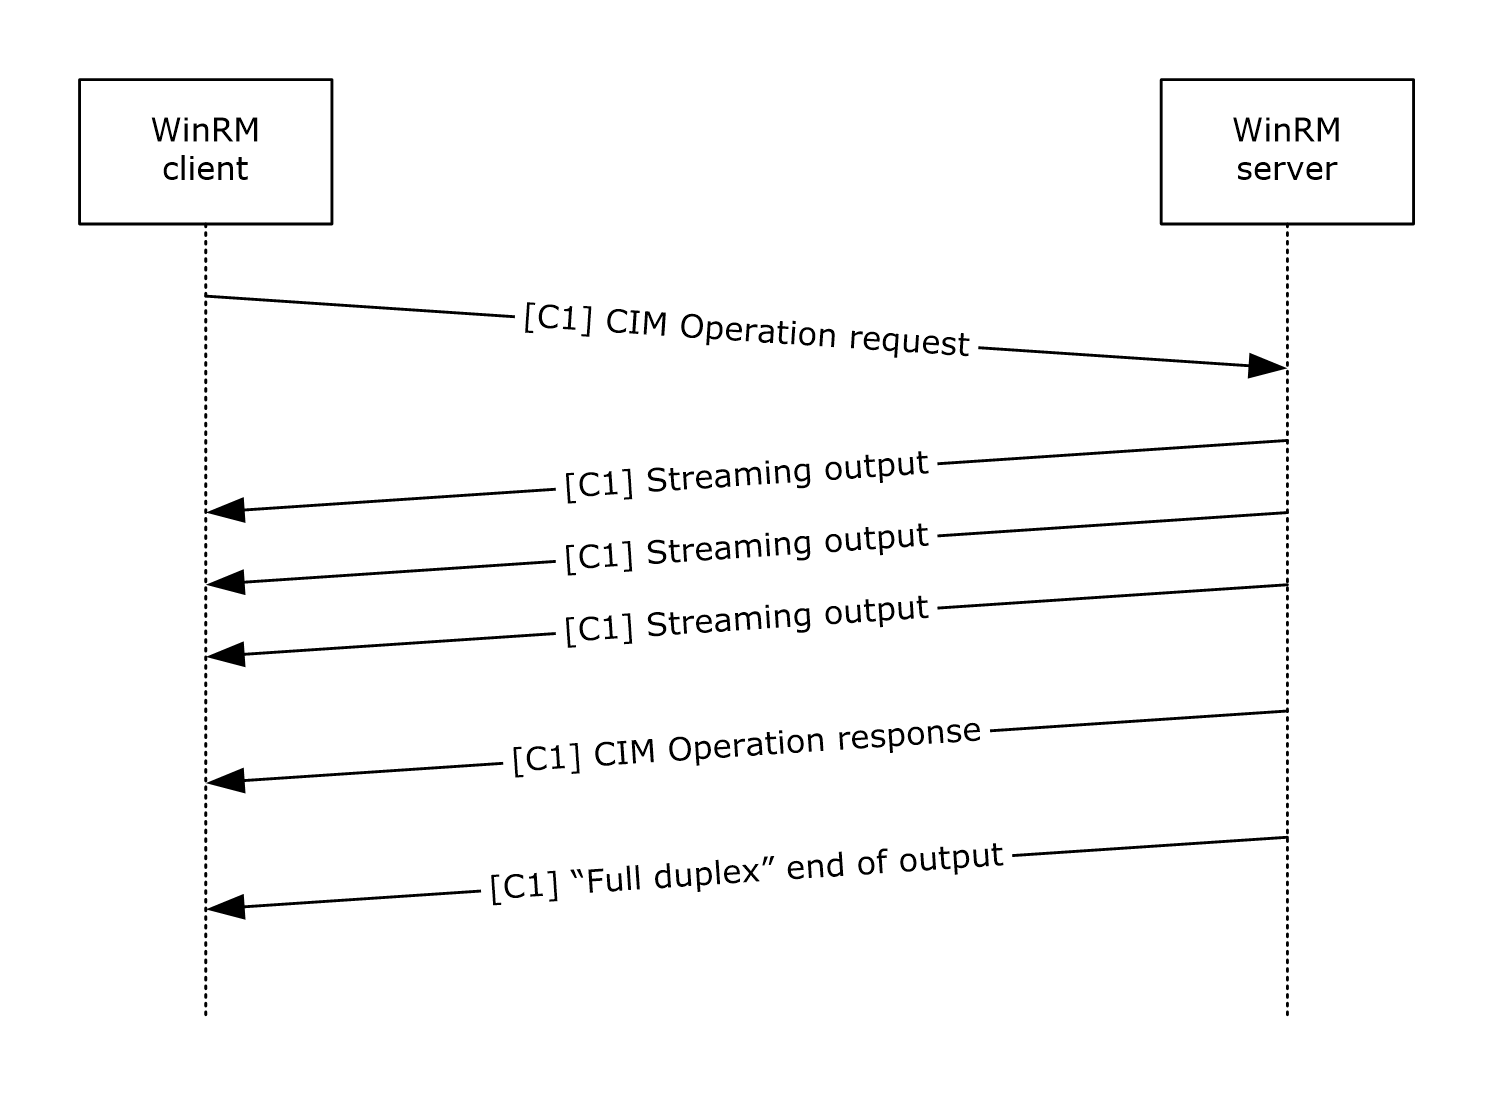 WinRM
client
WinRM
server
[C1] CIM Operation request
[C1] Streaming output
[C1] Streaming output
[C1] Streaming output
[C1] CIM Operation response
[C1] “Full duplex” end of output